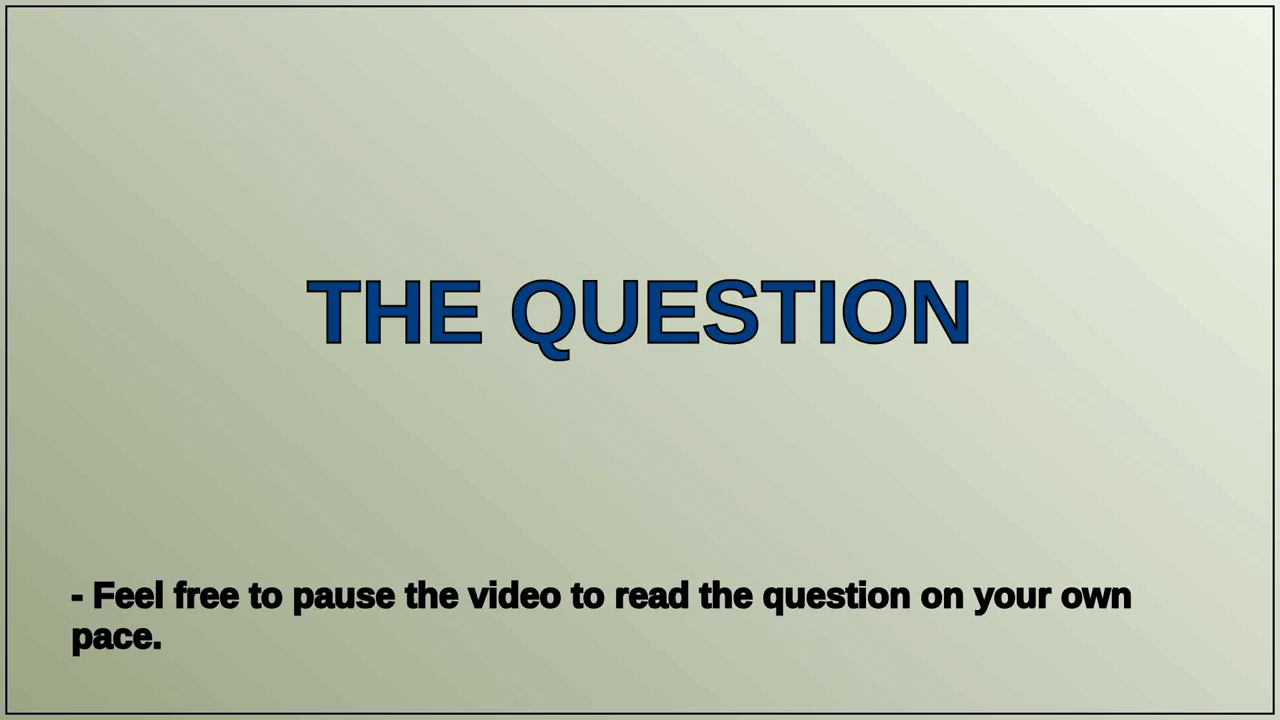 THE QUESTION
- Feel free to pause the video to read the question on your own
pace.